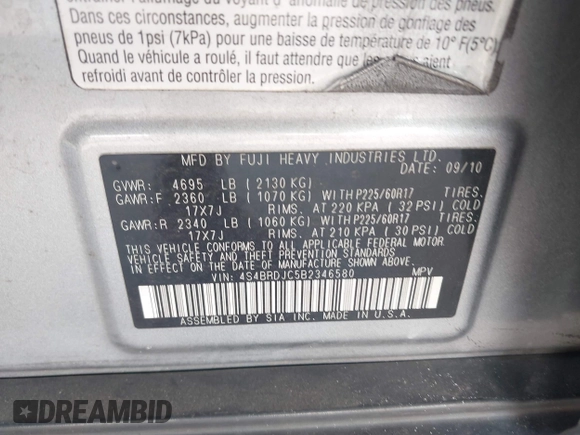 Dans ces circonstances, augmenter la pression de gonflage des
pneus de 1psi (7kPa) pour une baisse de température de 10° F(5°C)
Quand le véhicule a roulé, il faut attendre que les soient
refroidi avant de contrôler la pression.
MFD BY FUJI HEAVY INDUSTRIES LTD.
DATE: 09/10
GVWR: 4695 LB ( 2130 KG)
GAWR:F 2360 LB ( 1070 KG) WITH P225/60R17 TIRES.
17X7J TIRES. AT 220 KPA ( 32 PSI) COLD
GAWR:R 2340 LB ( 1060 KG) WITH P225/60R17 TIRES.
17X7J TIRES. AT 210 KPA ( 30 PSI) COLD
THIS VEHICLE CONFORMS TO ALL APPLICABLE FEDERAL MOTOR
VEHICLE SAFETY AND THEFT PREVENTION STANDARDS IN EFFECT
ON THE DATE OF MANUFACTURE SHOWN ABOVE.
VIN: 4S4BRDJC5B2346580 MPV
ASSEMBLED BY SIA INC. MADE IN U.S.A.
DREAMBID